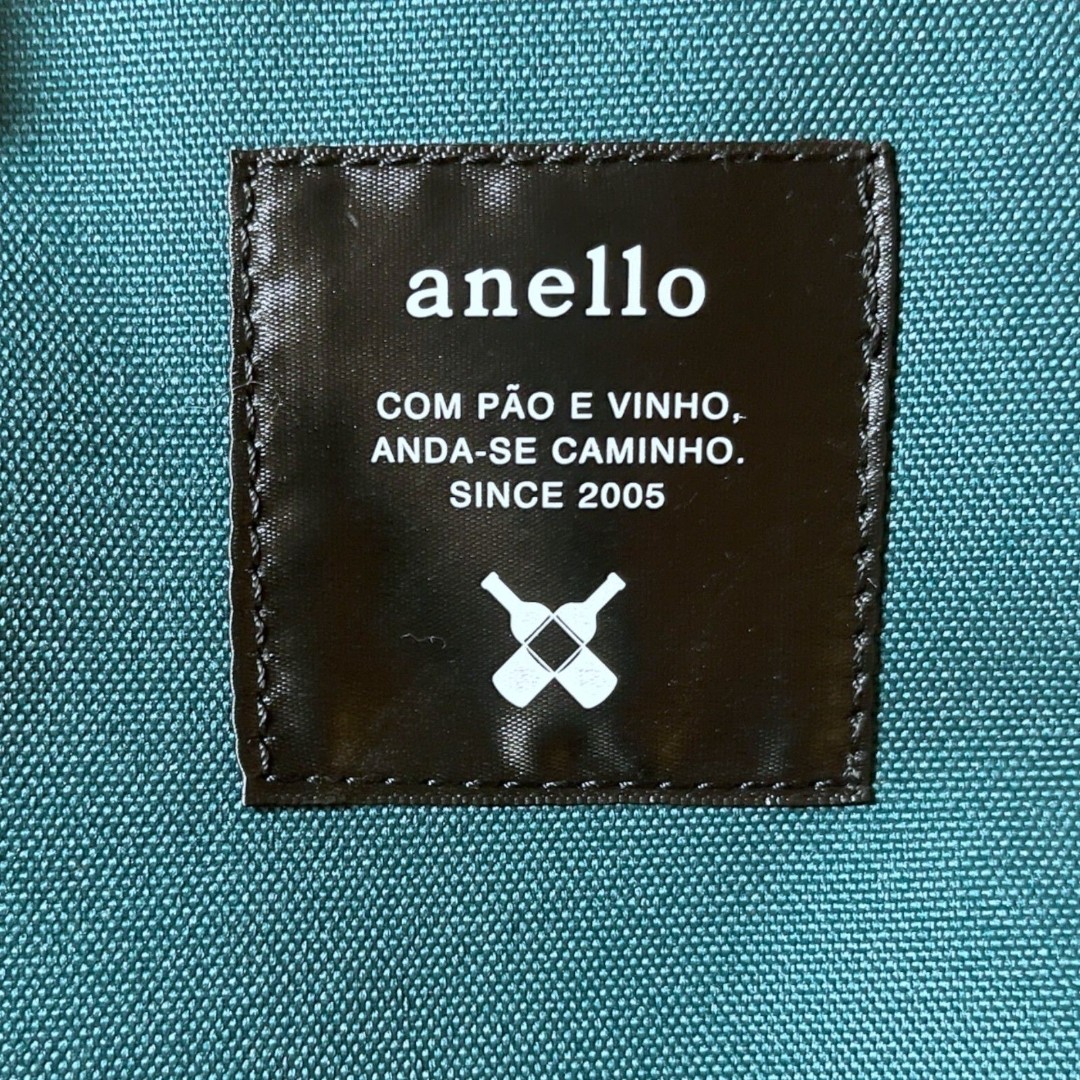 anello
COM PÃO E VINHO,
ANDA-SE CAMINHO.
SINCE 2005